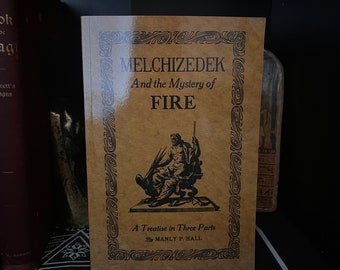 MELCHIZEDEK
And the Mystery of
FIRE
A Treatise in Three Parts
By MANLY P. HALL